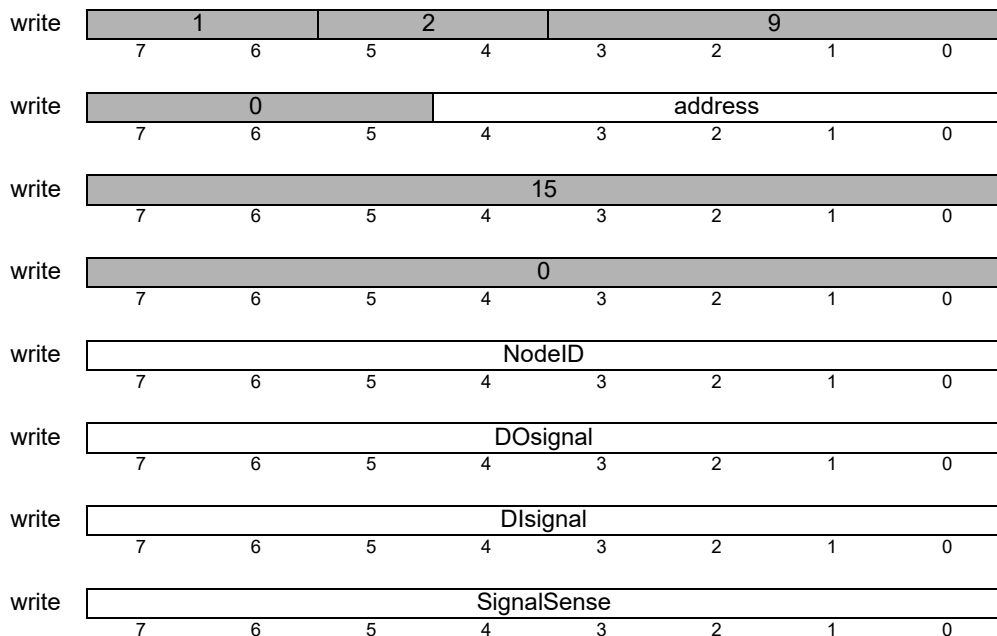 write 1 2 9
7 6 5 4 3 2 1 0
write 0 address
7 6 5 4 3 2 1 0
write 15
7 6 5 4 3 2 1 0
write 0
7 6 5 4 3 2 1 0
write NodeID
7 6 5 4 3 2 1 0
write DOsignal
7 6 5 4 3 2 1 0
write DIsignal
7 6 5 4 3 2 1 0
write SignalSense
7 6 5 4 3 2 1 0